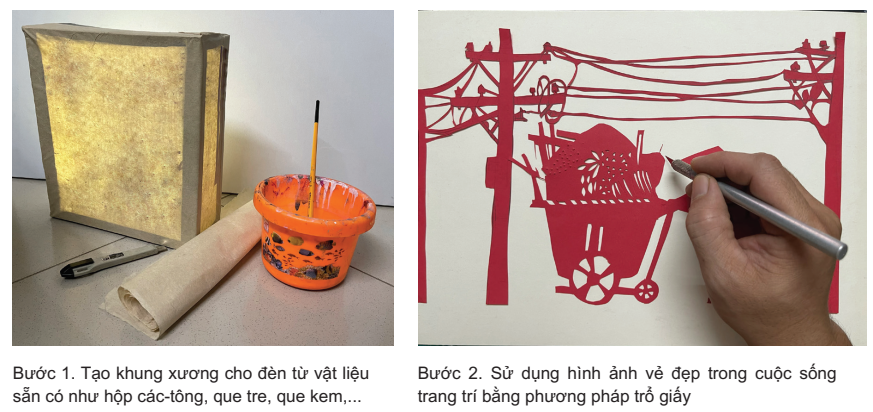 Bước 1. Tạo khung xương cho đèn từ vật liệu
sẵn có như hộp các-tông, que tre, que kem,...
Bước 2. Sử dụng hình ảnh vẻ đẹp trong cuộc sống
trang trí bằng phương pháp trổ giấy